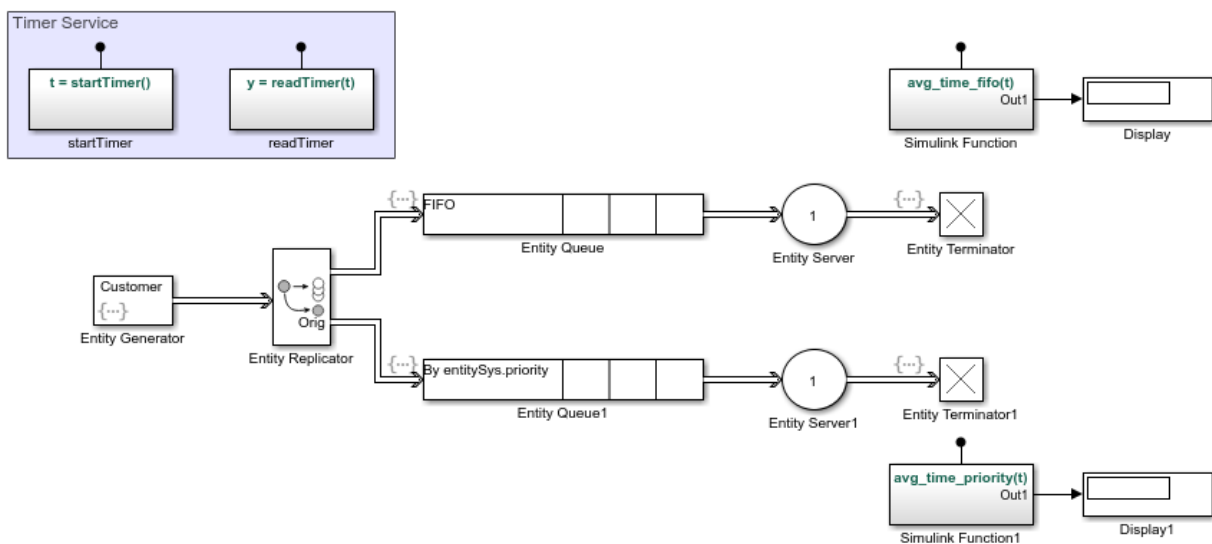 Timer Service
t = startTimer()
startTimer
y = readTimer(t)
readTimer
avg_time_fifo(t)
Out1
Simulink Function
Display
{...}
FIFO
Entity Queue
1
Entity Server
{...}
Entity Terminator
Customer
{...}
Entity Generator
Orig
Entity Replicator
{...}
By entitySys.priority
Entity Queue1
1
Entity Server1
{...}
Entity Terminator1
avg_time_priority(t)
Out1
Simulink Function1
Display1